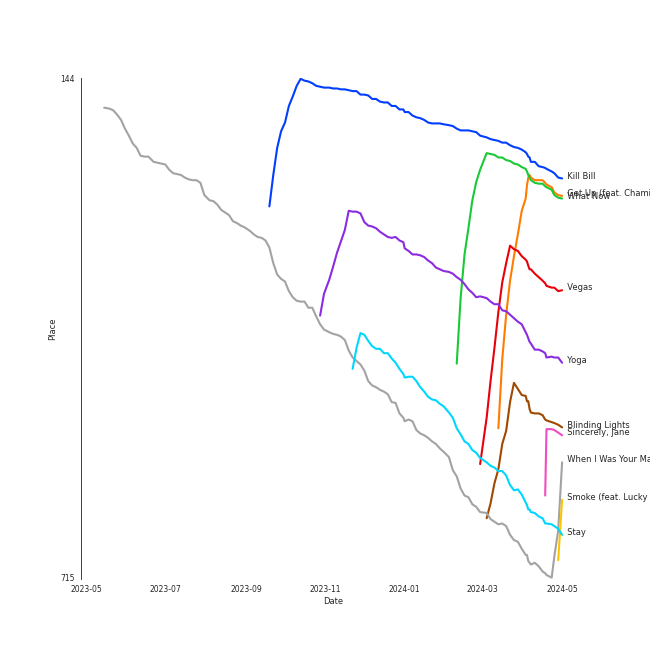 144
Kill Bill
Get Up (feat. Chami
What Now
Vegas
Place
Yoga
Blinding Lights
Sincerely, Jane
When I Was Your Ma
Smoke (feat. Lucky
Stay
715
2023-05 2023-07 2023-09 2023-11 2024-01 2024-03 2024-05
Date